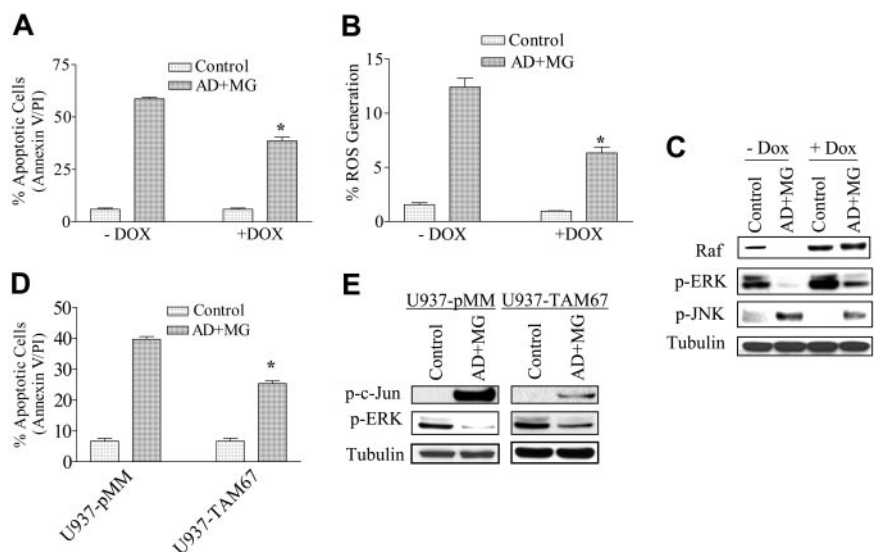 A
% Apoptotic Cells
(Annexin V/PI)
75
50
25
0
Control
AD+MG
*
- DOX
+DOX
B
% ROS Generation
15
10
5
0
Control
AD+MG
*
- DOX
+DOX
C
- Dox
+ Dox
Control
AD+MG
Control
AD+MG
Raf
p-ERK
p-JNK
Tubulin
D
% Apoptotic Cells
(Annexin V/PI)
50
40
30
20
10
0
Control
AD+MG
*
U937-pMM
U937-TAM67
E
U937-pMM
U937-TAM67
Control
AD+MG
Control
AD+MG
p-c-Jun
p-ERK
Tubulin